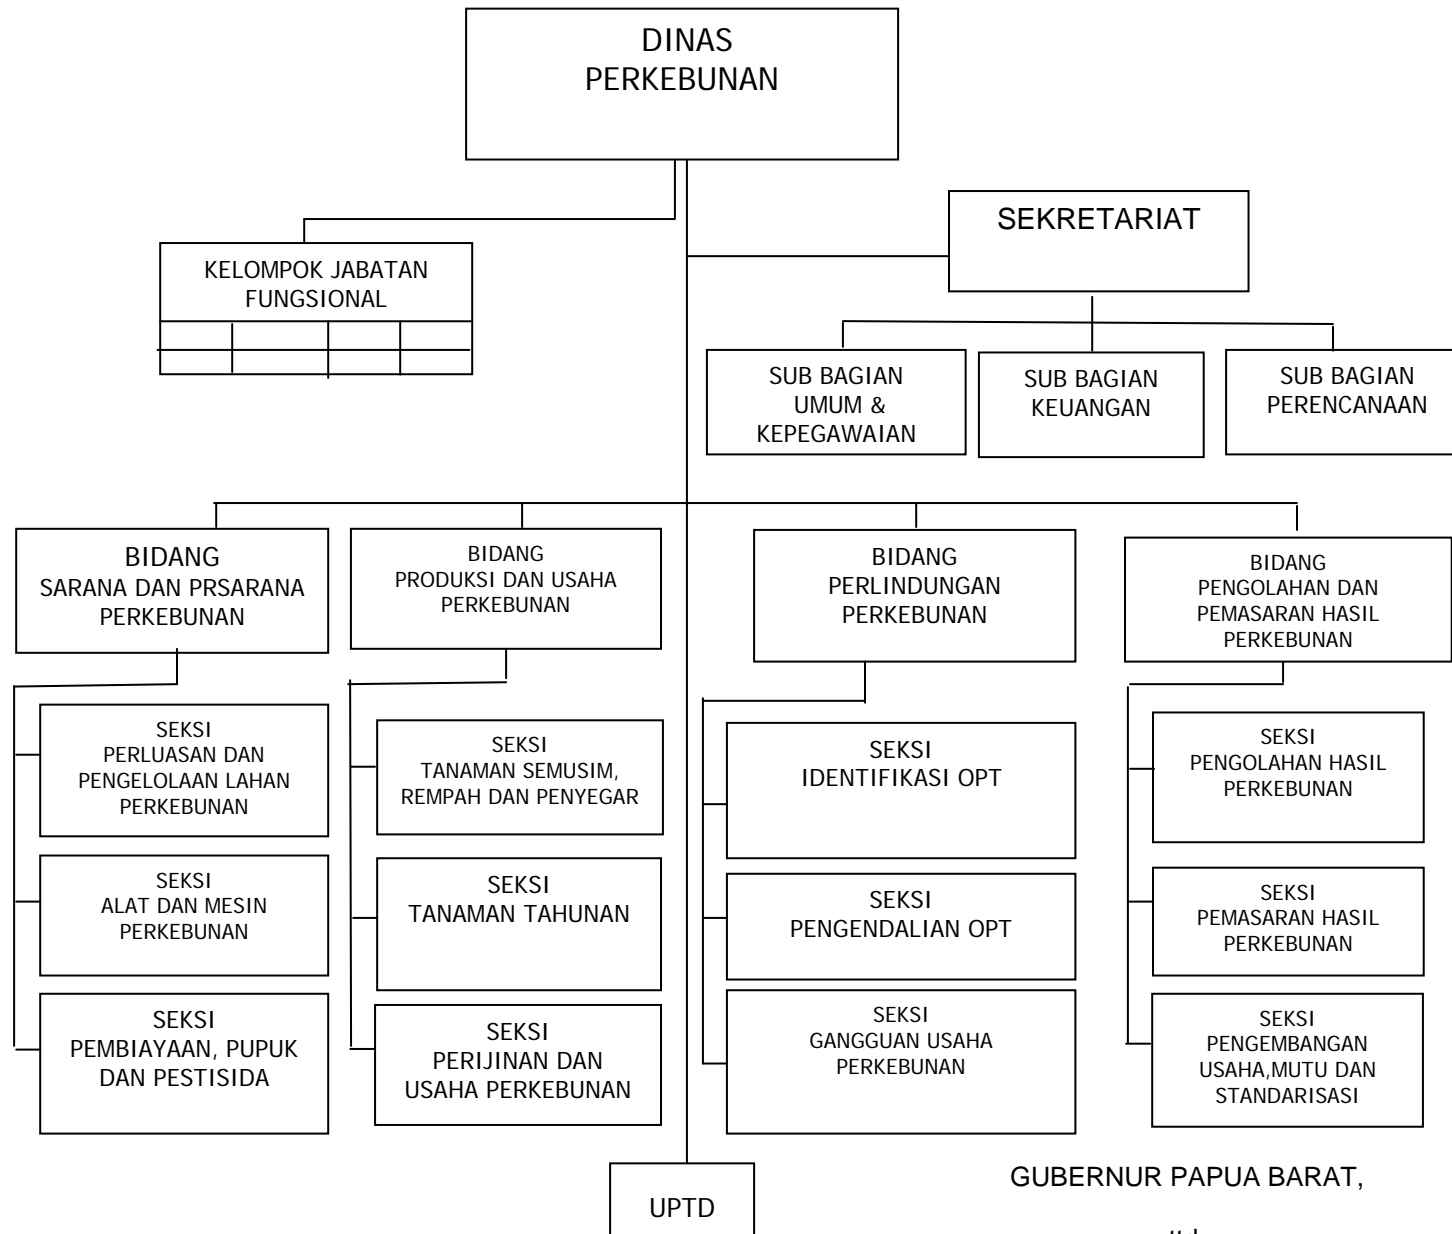 DINAS
PERKEBUNAN
SEKRETARIAT
KELOMPOK JABATAN
FUNGSIONAL
SUB BAGIAN
UMUM &
KEPEGAWAIAN
SUB BAGIAN
KEUANGAN
SUB BAGIAN
PERENCANAAN
BIDANG
SARANA DAN PRSARANA
PERKEBUNAN
BIDANG
PRODUKSI DAN USAHA
PERKEBUNAN
BIDANG
PERLINDUNGAN
PERKEBUNAN
BIDANG
PENGOLAHAN DAN
PEMASARAN HASIL
PERKEBUNAN
SEKSI
PERLUASAN DAN
PENGELOLAAN LAHAN
PERKEBUNAN
SEKSI
TANAMAN SEMUSIM,
REMPAH DAN PENYEGAR
SEKSI
IDENTIFIKASI OPT
SEKSI
PENGOLAHAN HASIL
PERKEBUNAN
SEKSI
ALAT DAN MESIN
PERKEBUNAN
SEKSI
TANAMAN TAHUNAN
SEKSI
PENGENDALIAN OPT
SEKSI
PEMASARAN HASIL
PERKEBUNAN
SEKSI
PEMBIAYAAN, PUPUK
DAN PESTISIDA
SEKSI
PERIJINAN DAN
USAHA PERKEBUNAN
SEKSI
GANGGUAN USAHA
PERKEBUNAN
SEKSI
PENGEMBANGAN
USAHA,MUTU DAN
STANDARISASI
UPTD
GUBERNUR PAPUA BARAT,